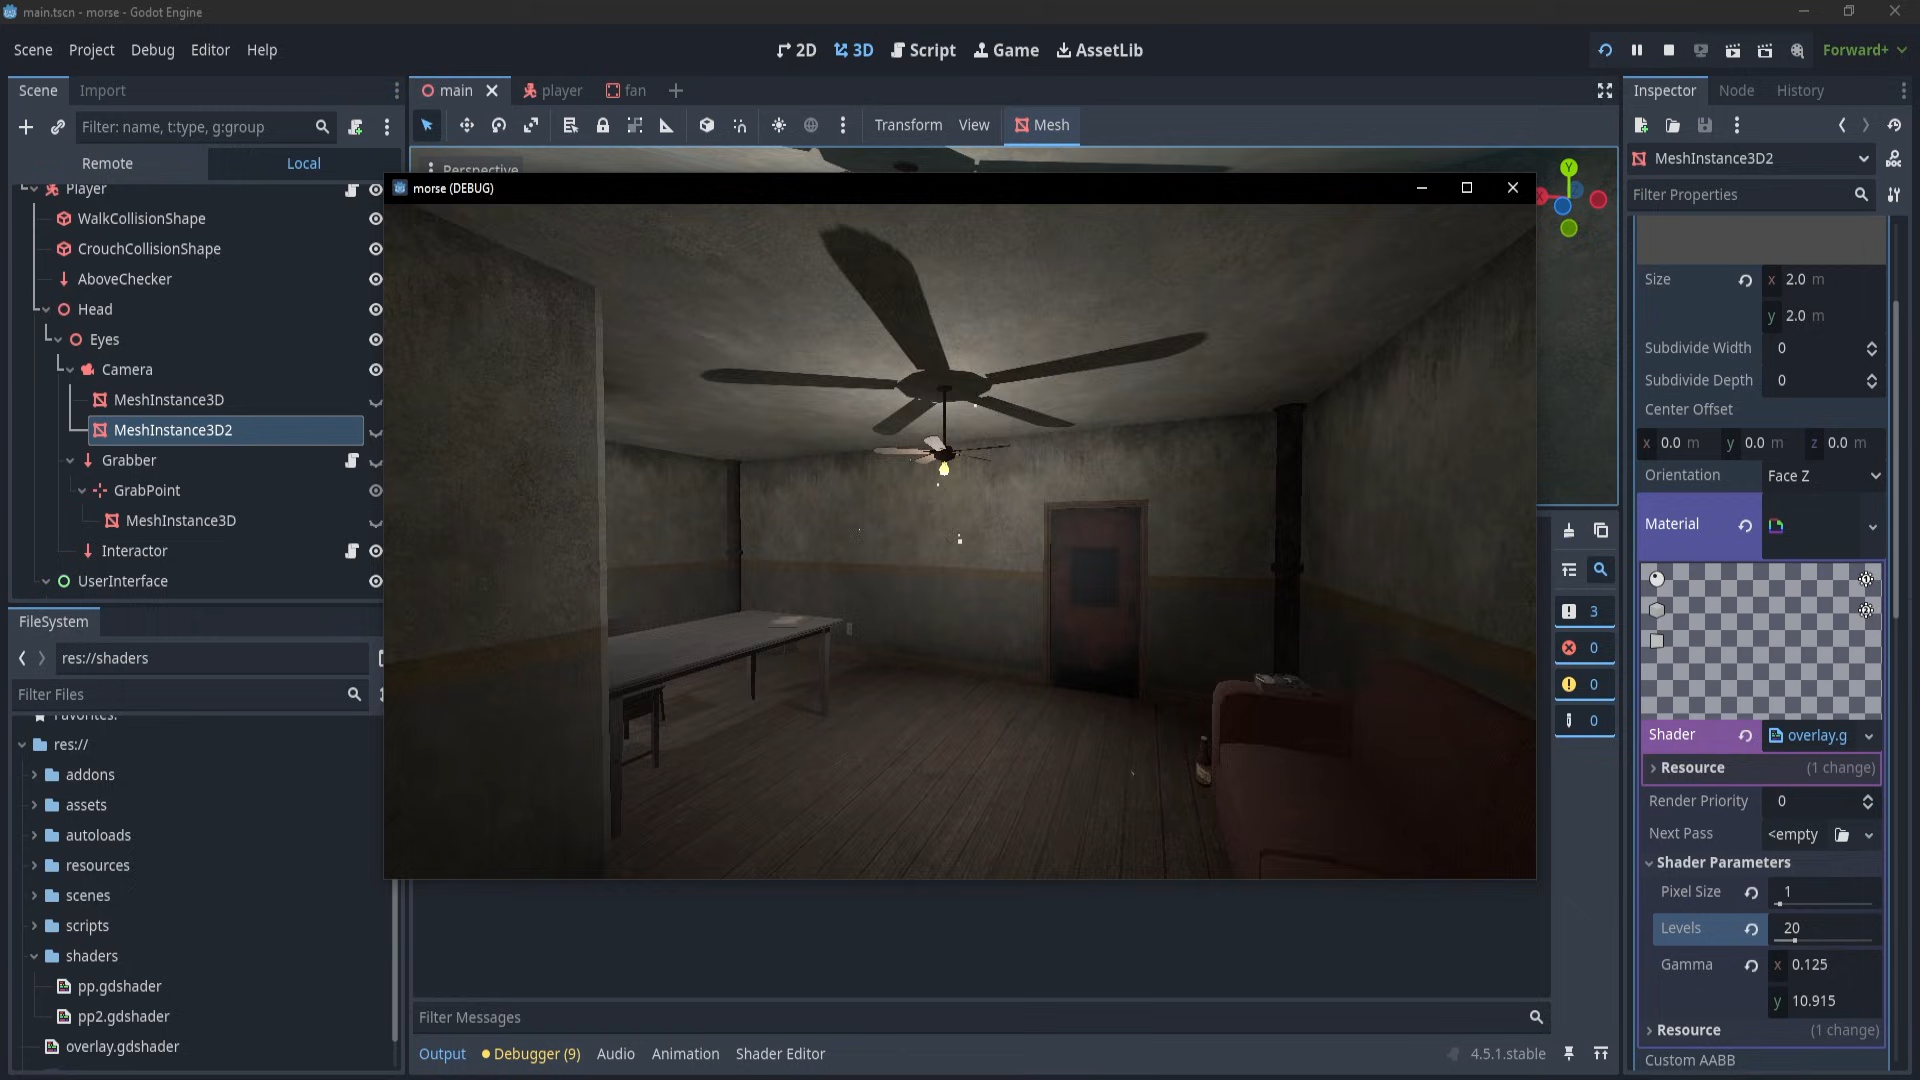 main.tscn - morse - Godot Engine
Scene Project Debug Editor Help
2D 3D Script Game AssetLib
Forward+
Scene Import
Filter: name, t:type, g:group
Remote Local
Player
WalkCollisionShape
CrouchCollisionShape
AboveChecker
Head
Eyes
Camera
MeshInstance3D
MeshInstance3D2
Grabber
GrabPoint
MeshInstance3D
Interactor
UserInterface
FileSystem
res://shaders
Filter Files
Favorites:
res://
addons
assets
autoloads
resources
scenes
scripts
shaders
pp.gdshader
pp2.gdshader
overlay.gdshader
main player fan
Transform View Mesh
Perspective
morse (DEBUG)
Y
3
0
0
0
Filter Messages
Output Debugger (9) Audio Animation Shader Editor
4.5.1.stable
Inspector Node History
MeshInstance3D2
Filter Properties
Size x 2.0 m
y 2.0 m
Subdivide Width 0
Subdivide Depth 0
Center Offset
x 0.0 m y 0.0 m z 0.0 m
Orientation Face Z
Material
Shader overlay.g
Resource (1 change)
Render Priority 0
Next Pass <empty
Shader Parameters
Pixel Size 1
Levels 20
Gamma x 0.125
y 10.915
Resource (1 change)
Custom AABB